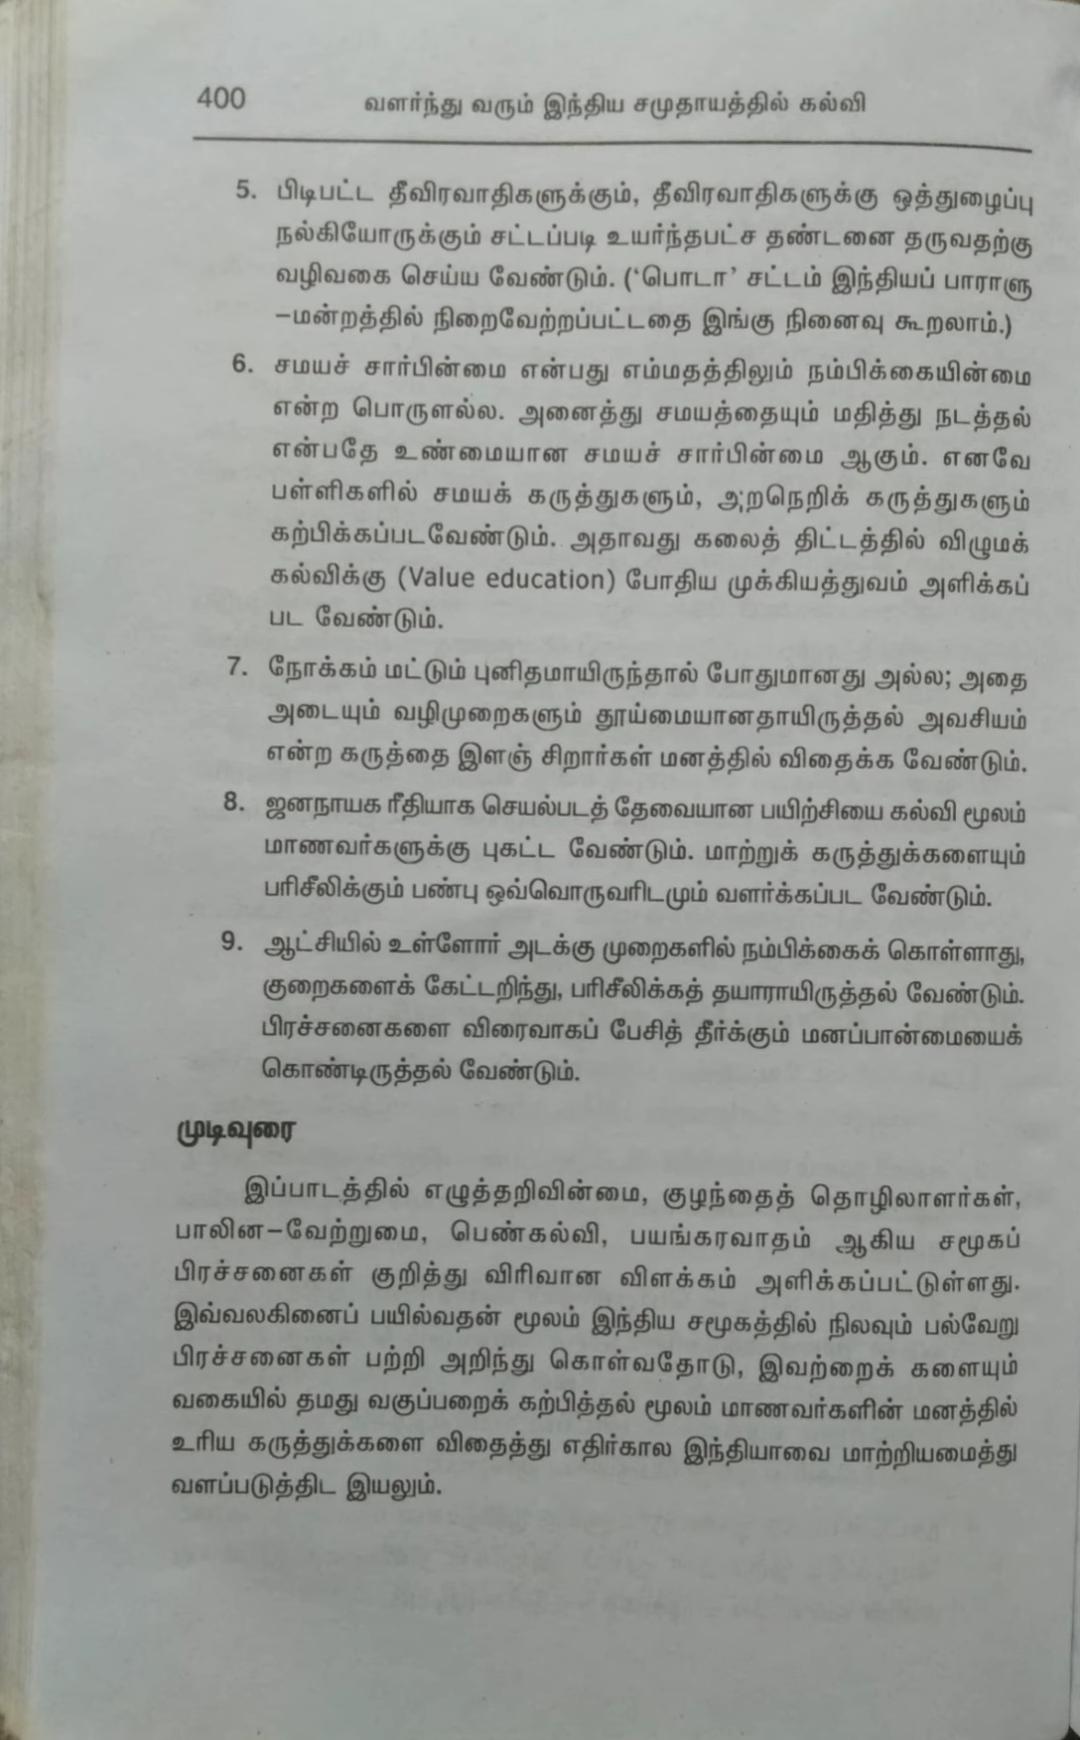 400
வளர்ந்து வரும் இந்திய சமுதாயத்தில் கல்வி
5. பிடிபட்ட தீவிரவாதிகளுக்கும், தீவிரவாதிகளுக்கு ஒத்துழைப்பு
நல்கியோருக்கும் சட்டப்படி உயர்ந்தபட்ச தண்டனை தருவதற்கு
வழிவகை செய்ய வேண்டும். (‘பொடா’ சட்டம் இந்தியப் பாராளு
–மன்றத்தில் நிறைவேற்றப்பட்டதை இங்கு நினைவு கூறலாம்.)
6. சமயச் சார்பின்மை என்பது எம்மதத்திலும் நம்பிக்கையின்மை
என்ற பொருளல்ல. அனைத்து சமயத்தையும் மதித்து நடத்தல்
என்பதே உண்மையான சமயச் சார்பின்மை ஆகும். எனவே
பள்ளிகளில் சமயக் கருத்துகளும், அறநெறிக் கருத்துகளும்
கற்பிக்கப்படவேண்டும். அதாவது கலைத் திட்டத்தில் விழுமக்
கல்விக்கு (Value education) போதிய முக்கியத்துவம் அளிக்கப்
பட வேண்டும்.
7. நோக்கம் மட்டும் புனிதமாயிருந்தால் போதுமானது அல்ல; அதை
அடையும் வழிமுறைகளும் தூய்மையானதாயிருத்தல் அவசியம்
என்ற கருத்தை இளஞ் சிறார்கள் மனத்தில் விதைக்க வேண்டும்.
8. ஜனநாயக ரீதியாக செயல்படத் தேவையான பயிற்சியை கல்வி மூலம்
மாணவர்களுக்கு புகட்ட வேண்டும். மாற்றுக் கருத்துக்களையும்
பரிசீலிக்கும் பண்பு ஒவ்வொருவரிடமும் வளர்க்கப்பட வேண்டும்.
9. ஆட்சியில் உள்ளோர் அடக்கு முறைகளில் நம்பிக்கைக் கொள்ளாது,
குறைகளைக் கேட்டறிந்து, பரிசீலிக்கத் தயாராயிருத்தல் வேண்டும்.
பிரச்சனைகளை விரைவாகப் பேசித் தீர்க்கும் மனப்பான்மையைக்
கொண்டிருத்தல் வேண்டும்.
முடிவுரை
இப்பாடத்தில் எழுத்தறிவின்மை, குழந்தைத் தொழிலாளர்கள்,
பாலின–வேற்றுமை, பெண்கல்வி, பயங்கரவாதம் ஆகிய சமூகப்
பிரச்சனைகள் குறித்து விரிவான விளக்கம் அளிக்கப்பட்டுள்ளது.
இவ்வலகினைப் பயில்வதன் மூலம் இந்திய சமூகத்தில் நிலவும் பல்வேறு
பிரச்சனைகள் பற்றி அறிந்து கொள்வதோடு, இவற்றைக் களையும்
வகையில் தமது வகுப்பறைக் கற்பித்தல் மூலம் மாணவர்களின் மனத்தில்
உரிய கருத்துக்களை விதைத்து எதிர்கால இந்தியாவை மாற்றியமைத்து
வளப்படுத்திட இயலும்.